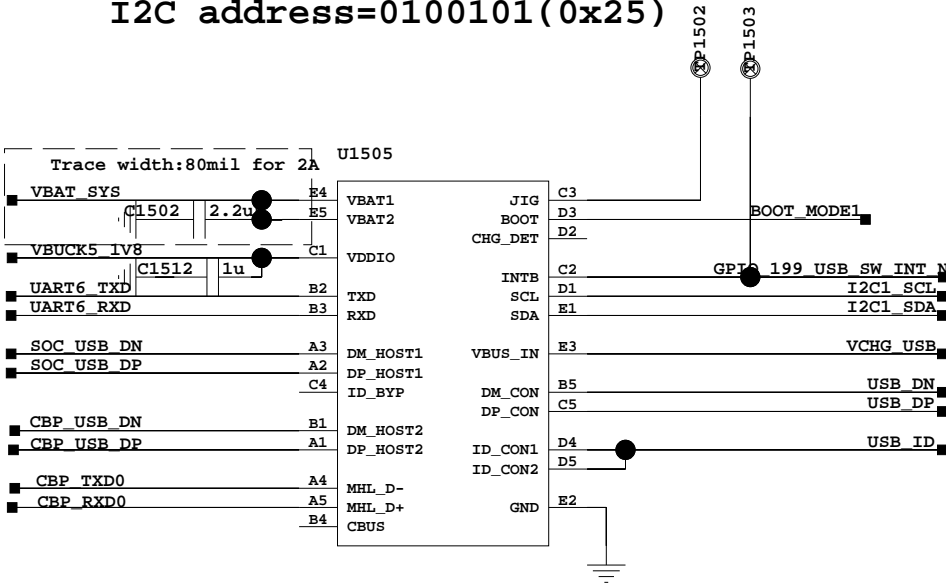 I2C address=0100101(0x25)
TP1502
TP1503
Trace width:80mil for 2A
U1505
VBAT_SYS
C1502 2.2u
VBUCK5_1V8
C1512 1u
UART6_TXD
UART6_RXD
SOC_USB_DN
SOC_USB_DP
CBP_USB_DN
CBP_USB_DP
CBP_TXD0
CBP_RXD0
E4 VBAT1
E5 VBAT2
C1 VDDIO
B2 TXD
B3 RXD
A3 DM_HOST1
A2 DP_HOST1
C4 ID_BYP
B1 DM_HOST2
A1 DP_HOST2
A4 MHL_D-
A5 MHL_D+
B4 CBUS
JIG C3
BOOT D3 BOOT_MODE1
CHG_DET D2
INTB C2 GPIO_199_USB_SW_INT_N
SCL D1 I2C1_SCL
SDA E1 I2C1_SDA
VBUS_IN E3 VCHG_USB
DM_CON B5 USB_DN
DP_CON C5 USB_DP
ID_CON1 D4 USB_ID
ID_CON2 D5
GND E2